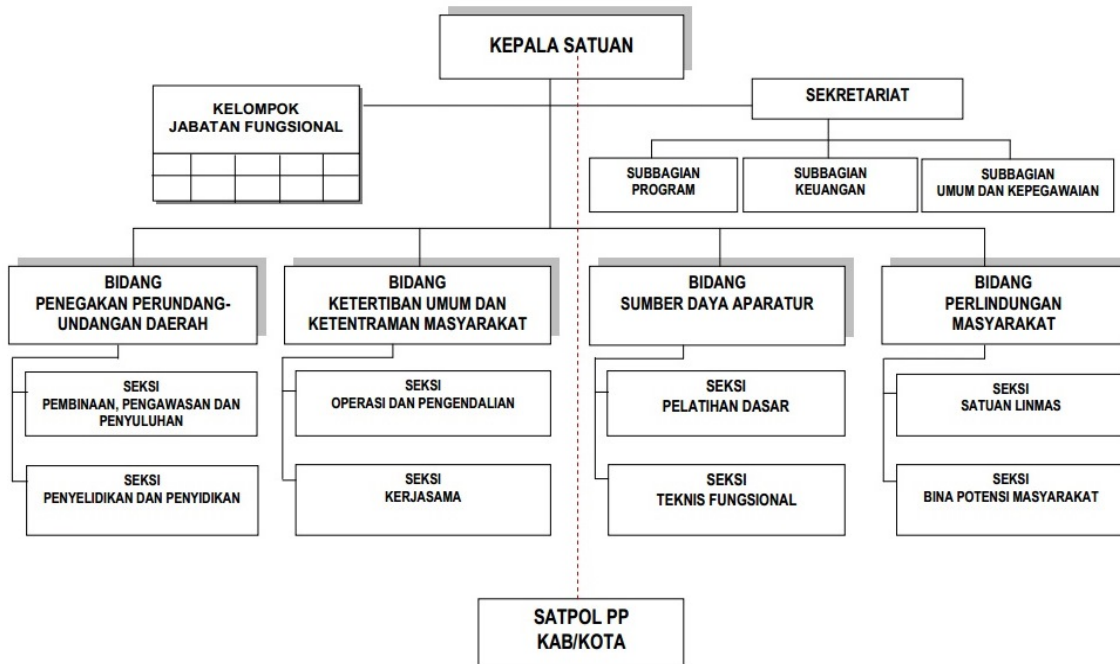 KEPALA SATUAN
KELOMPOK
JABATAN FUNGSIONAL
SEKRETARIAT
SUBBAGIAN
PROGRAM
SUBBAGIAN
KEUANGAN
SUBBAGIAN
UMUM DAN KEPEGAWAIAN
BIDANG
PENEGAKAN PERUNDANG-
UNDANGAN DAERAH
BIDANG
KETERTIBAN UMUM DAN
KETENTRAMAN MASYARAKAT
BIDANG
SUMBER DAYA APARATUR
BIDANG
PERLINDUNGAN
MASYARAKAT
SEKSI
PEMBINAAN, PENGAWASAN DAN
PENYULUHAN
SEKSI
OPERASI DAN PENGENDALIAN
SEKSI
PELATIHAN DASAR
SEKSI
SATUAN LINMAS
SEKSI
PENYELIDIKAN DAN PENYIDIKAN
SEKSI
KERJASAMA
SEKSI
TEKNIS FUNGSIONAL
SEKSI
BINA POTENSI MASYARAKAT
SATPOL PP
KAB/KOTA